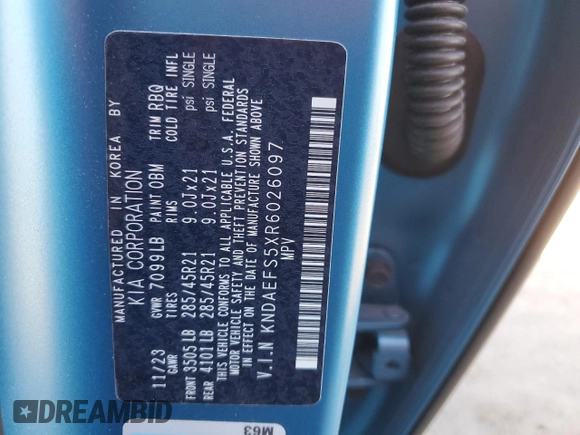 MANUFACTURED IN KOREA BY
KIA CORPORATION
11/23 GVWR 7099LB PAINT OBM TRIM RBQ
GAWR TIRES RIMS COLD TIRE INFL
FRONT 3505LB 285/45R21 9.0Jx21 psi SINGLE
REAR 4101LB 285/45R21 9.0Jx21 psi SINGLE
THIS VEHICLE CONFORMS TO ALL APPLICABLE U.S.A. FEDERAL
MOTOR VEHICLE SAFETY AND THEFT PREVENTION STANDARDS
IN EFFECT ON THE DATE OF MANUFACTURE SHOWN ABOVE
V.I.N KNDAEFS5XR6026097
MPV
M63
DREAMBID